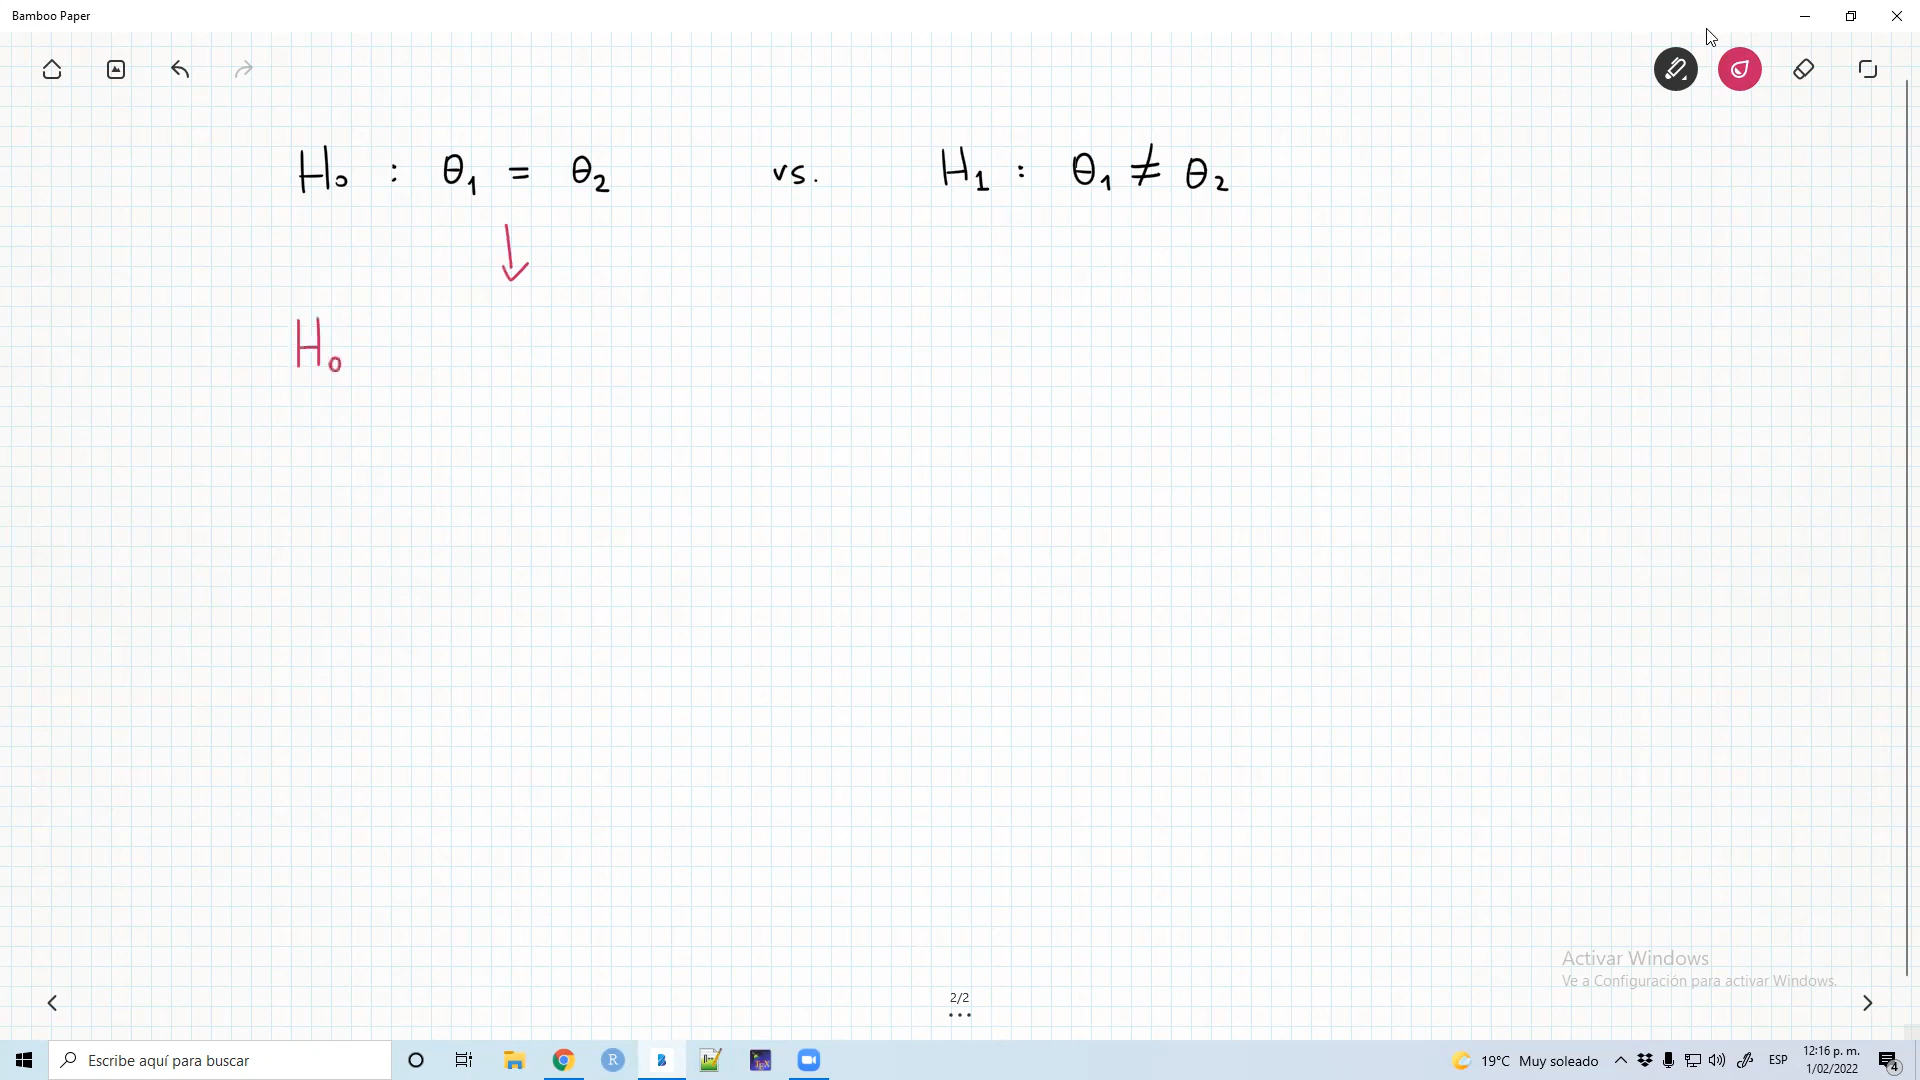 Bamboo Paper
H₀ : θ₁ = θ₂ vs. H₁ : θ₁ ≠ θ₂
H₀
Activar Windows
Ve a Configuración para activar Windows.
2/2
Escribe aquí para buscar
19°C Muy soleado ESP 12:16 p. m.
1/02/2022
4